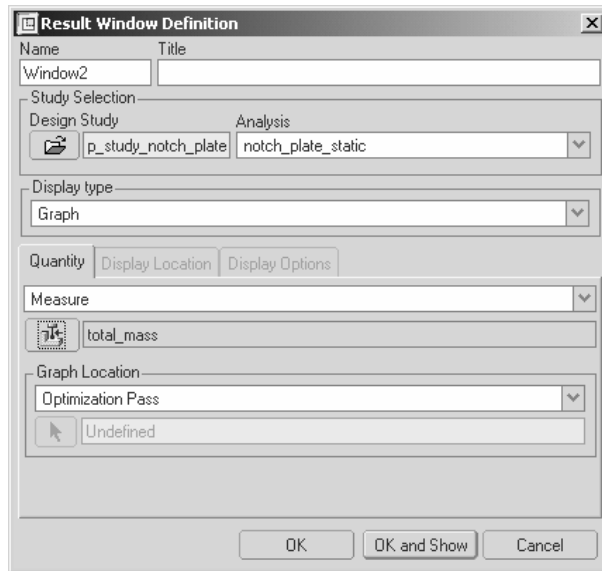 Result Window Definition
Name Title
Window2
Study Selection
Design Study Analysis
p_study_notch_plate notch_plate_static
Display type
Graph
Quantity Display Location Display Options
Measure
total_mass
Graph Location
Optimization Pass
Undefined
OK OK and Show Cancel